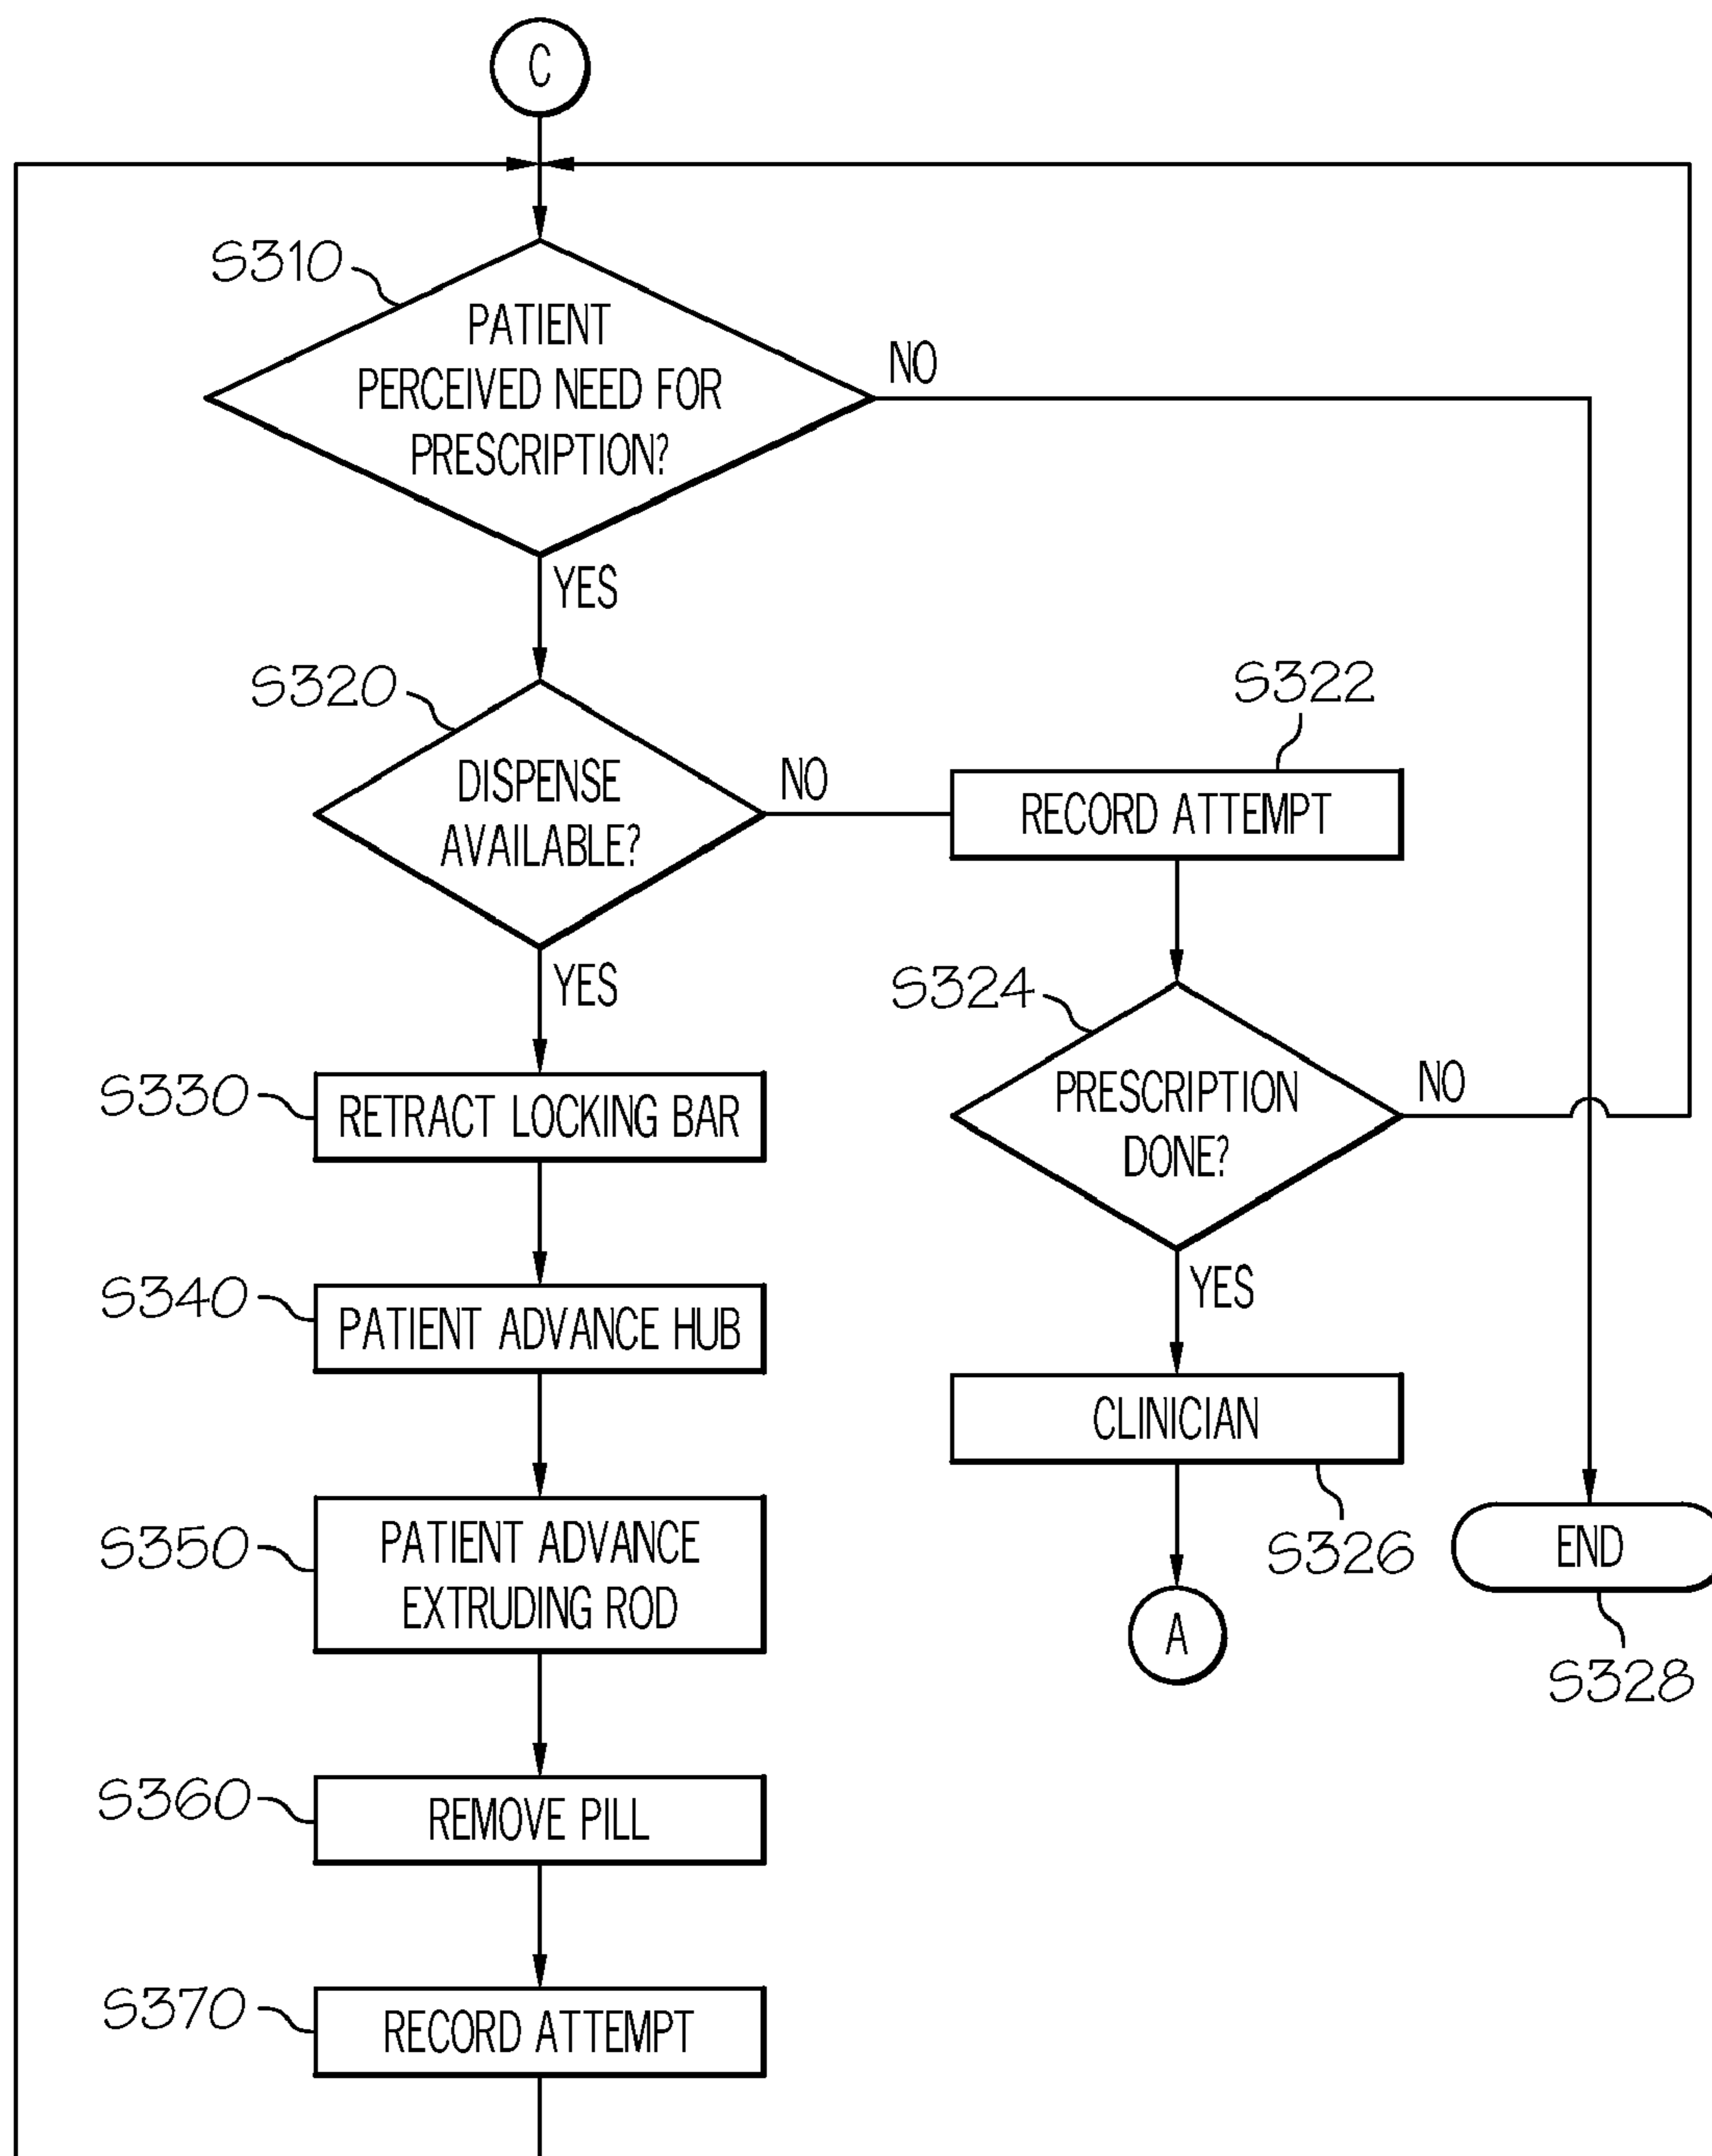 C
S310
PATIENT
PERCEIVED NEED FOR
PRESCRIPTION?
NO
YES
S320
DISPENSE
AVAILABLE?
NO
S322
RECORD ATTEMPT
YES
S324
PRESCRIPTION
DONE?
NO
S330
RETRACT LOCKING BAR
YES
S340
PATIENT ADVANCE HUB
CLINICIAN
S326
S350
PATIENT ADVANCE
EXTRUDING ROD
END
S328
A
S360
REMOVE PILL
S370
RECORD ATTEMPT